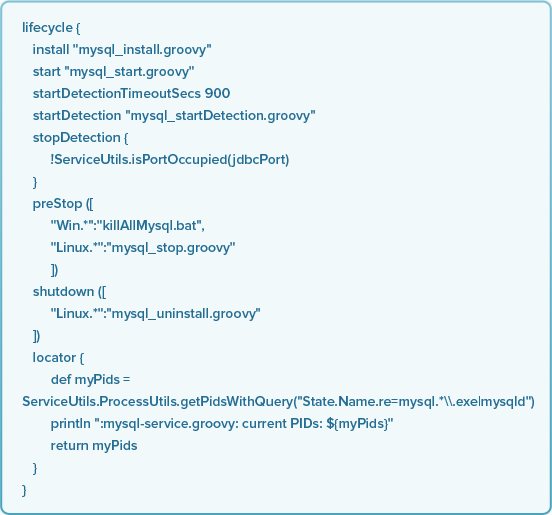 lifecycle {
install "mysql_install.groovy"
start "mysql_start.groovy"
startDetectionTimeoutSecs 900
startDetection "mysql_startDetection.groovy"
stopDetection {
!ServiceUtils.isPortOccupied(jdbcPort)
}
preStop ([
"Win.*":"killAllMysql.bat",
"Linux.*":"mysql_stop.groovy"
])
shutdown ([
"Linux.*":"mysql_uninstall.groovy"
])
locator {
def myPids =
ServiceUtils.ProcessUtils.getPidsWithQuery("State.Name.re=mysql.*\\.exe|mysqld")
println ":mysql-service.groovy: current PIDs: ${myPids}"
return myPids
}
}